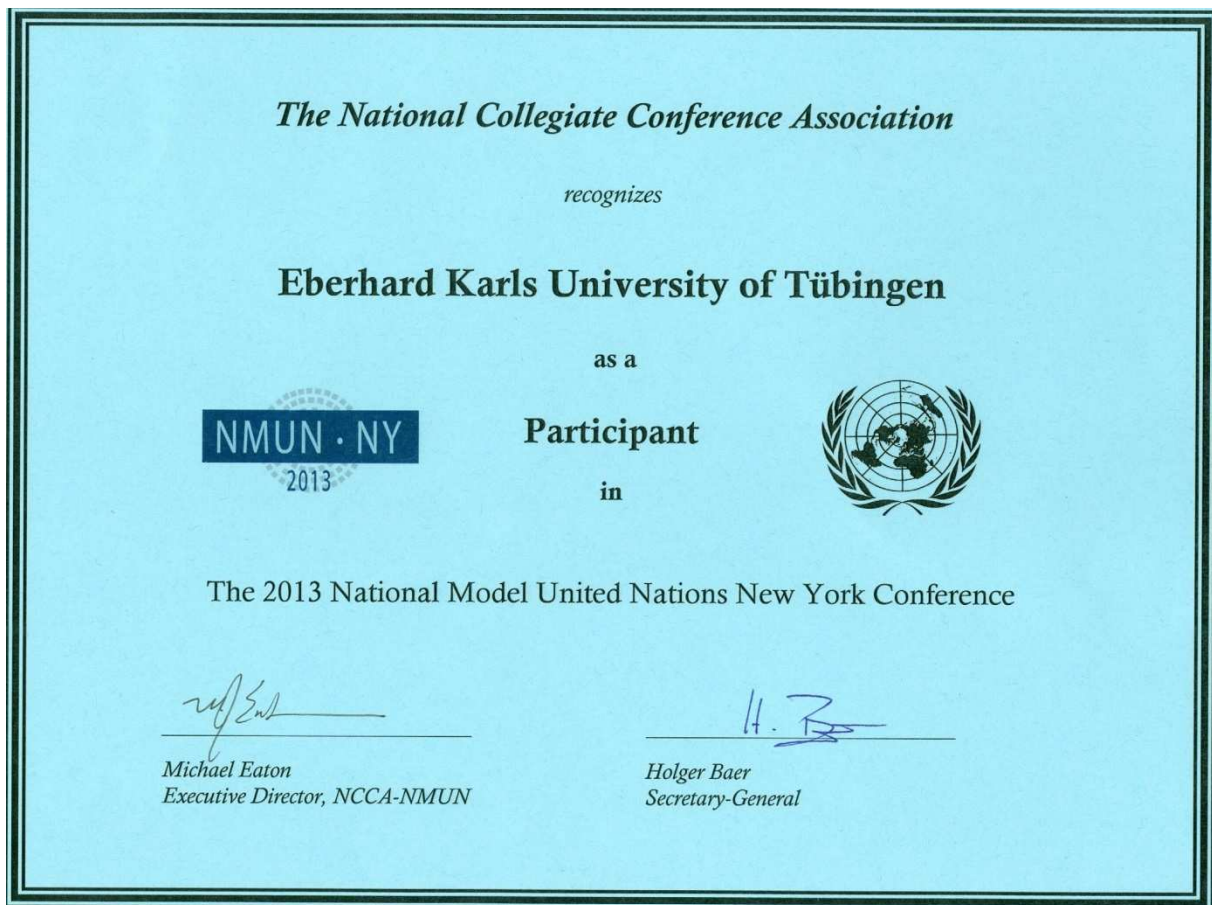 The National Collegiate Conference Association
recognizes
Eberhard Karls University of Tübingen
as a
NMUN · NY
2013
Participant
in
The 2013 National Model United Nations New York Conference
Michael Eaton
Executive Director, NCCA-NMUN
Holger Baer
Secretary-General